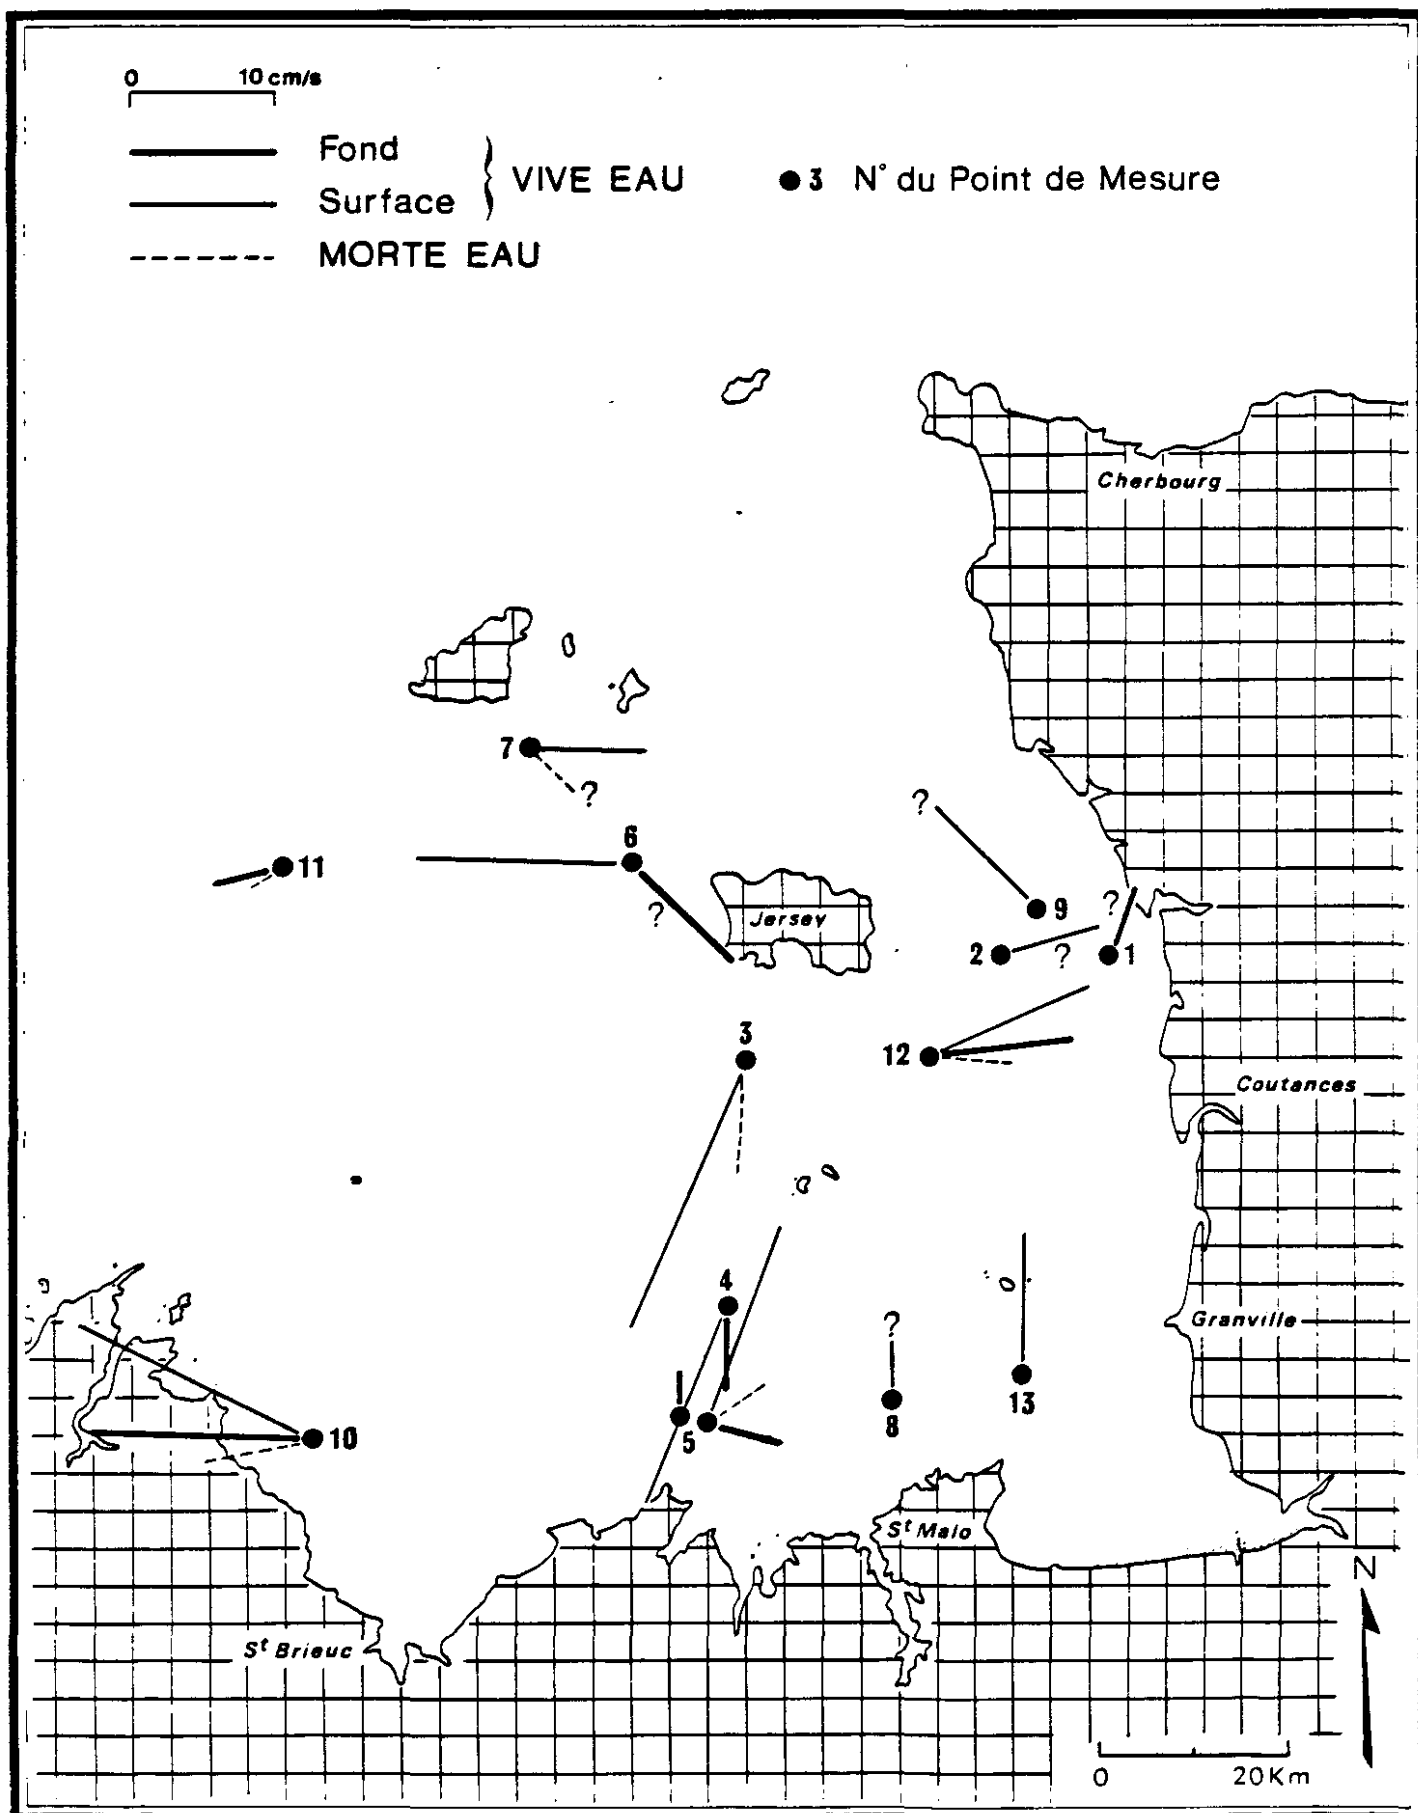 0 10 cm/s
Fond
Surface
VIVE EAU
MORTE EAU
3 N° du Point de Mesure
Cherbourg
7
?
6
?
11
Jersey
?
9
2
?
?
1
3
12
Coutances
4
?
Granville
13
8
5
10
St Malo
St Brieuc
N
0 20 Km